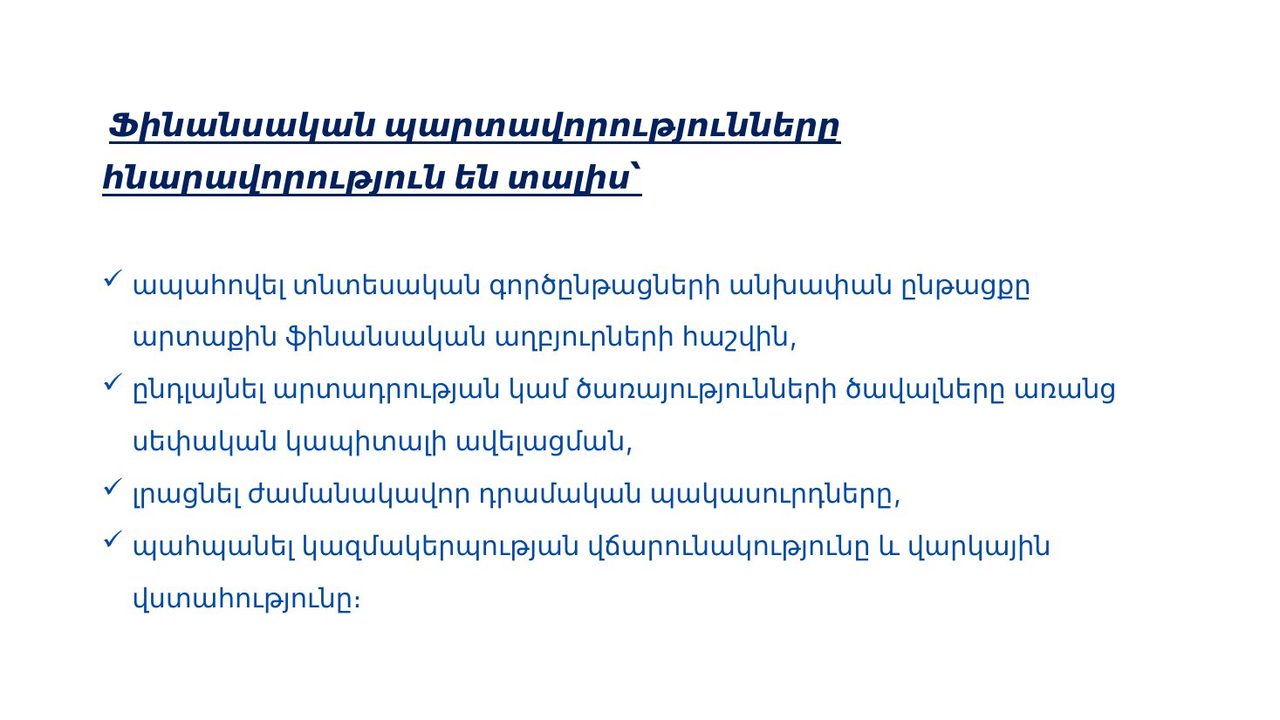 Ֆինանսական պարտավորությունները
հնարավորություն են տալիս՝
✓ ապահովել տնտեսական գործընթացների անխափան ընթացքը
արտաքին ֆինանսական աղբյուրների հաշվին,
✓ ընդլայնել արտադրության կամ ծառայությունների ծավալները առանց
սեփական կապիտալի ավելացման,
✓ լրացնել ժամանակավոր դրամական պակասուրդները,
✓ պահպանել կազմակերպության վճարունակությունը և վարկային
վստահությունը։